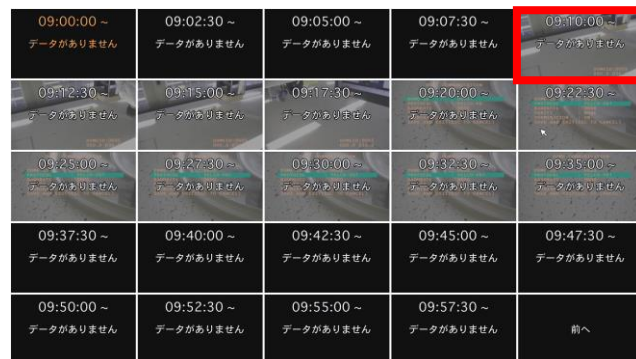 09:00:00 ~
データがありません
09:02:30 ~
データがありません
09:05:00 ~
データがありません
09:07:30 ~
データがありません
09:10:00 ~
データがありません
09:12:30 ~
データがありません
09:15:00 ~
データがありません
09:17:30 ~
データがありません
09:20:00 ~
データがありません
09:22:30 ~
データがありません
09:25:00 ~
データがありません
09:27:30 ~
データがありません
09:30:00 ~
データがありません
09:32:30 ~
データがありません
09:35:00 ~
データがありません
09:37:30 ~
データがありません
09:40:00 ~
データがありません
09:42:30 ~
データがありません
09:45:00 ~
データがありません
09:47:30 ~
データがありません
09:50:00 ~
データがありません
09:52:30 ~
データがありません
09:55:00 ~
データがありません
09:57:30 ~
データがありません
前へ